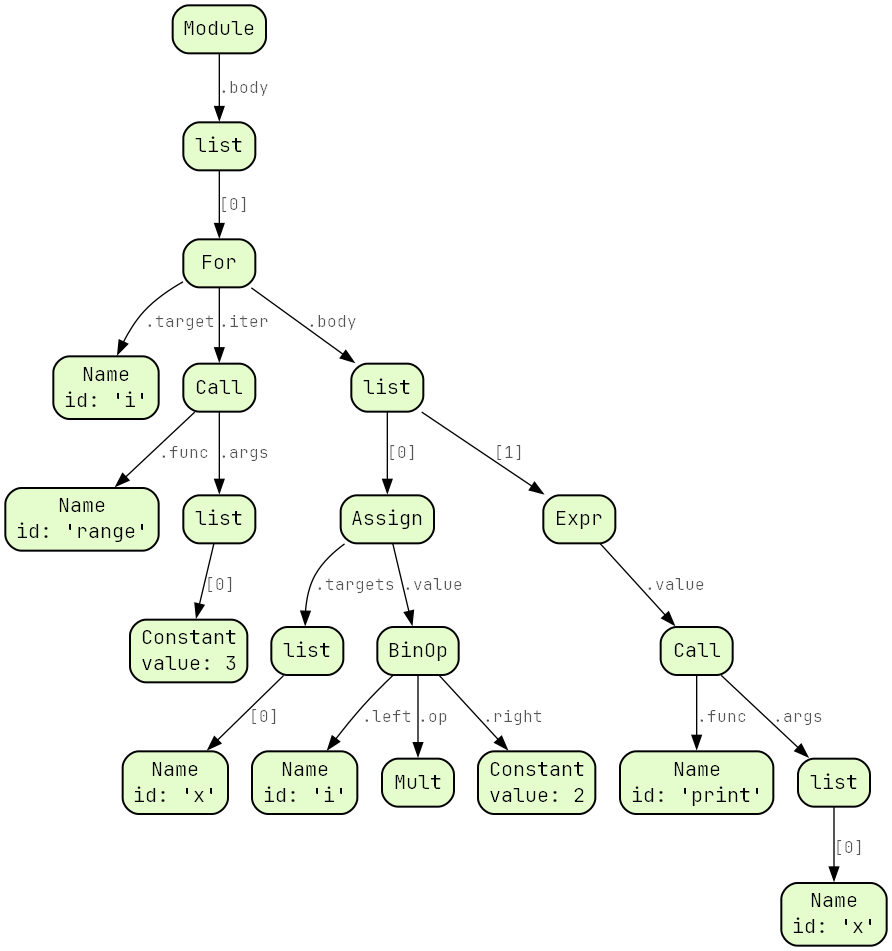 Module
.body
list
[0]
For
.target
.iter
.body
Name
id: 'i'
Call
list
.func
.args
[0]
[1]
Name
id: 'range'
list
Assign
Expr
[0]
.targets
.value
.value
Constant
value: 3
list
BinOp
Call
[0]
.left
.op
.right
.func
.args
Name
id: 'x'
Name
id: 'i'
Mult
Constant
value: 2
Name
id: 'print'
list
[0]
Name
id: 'x'